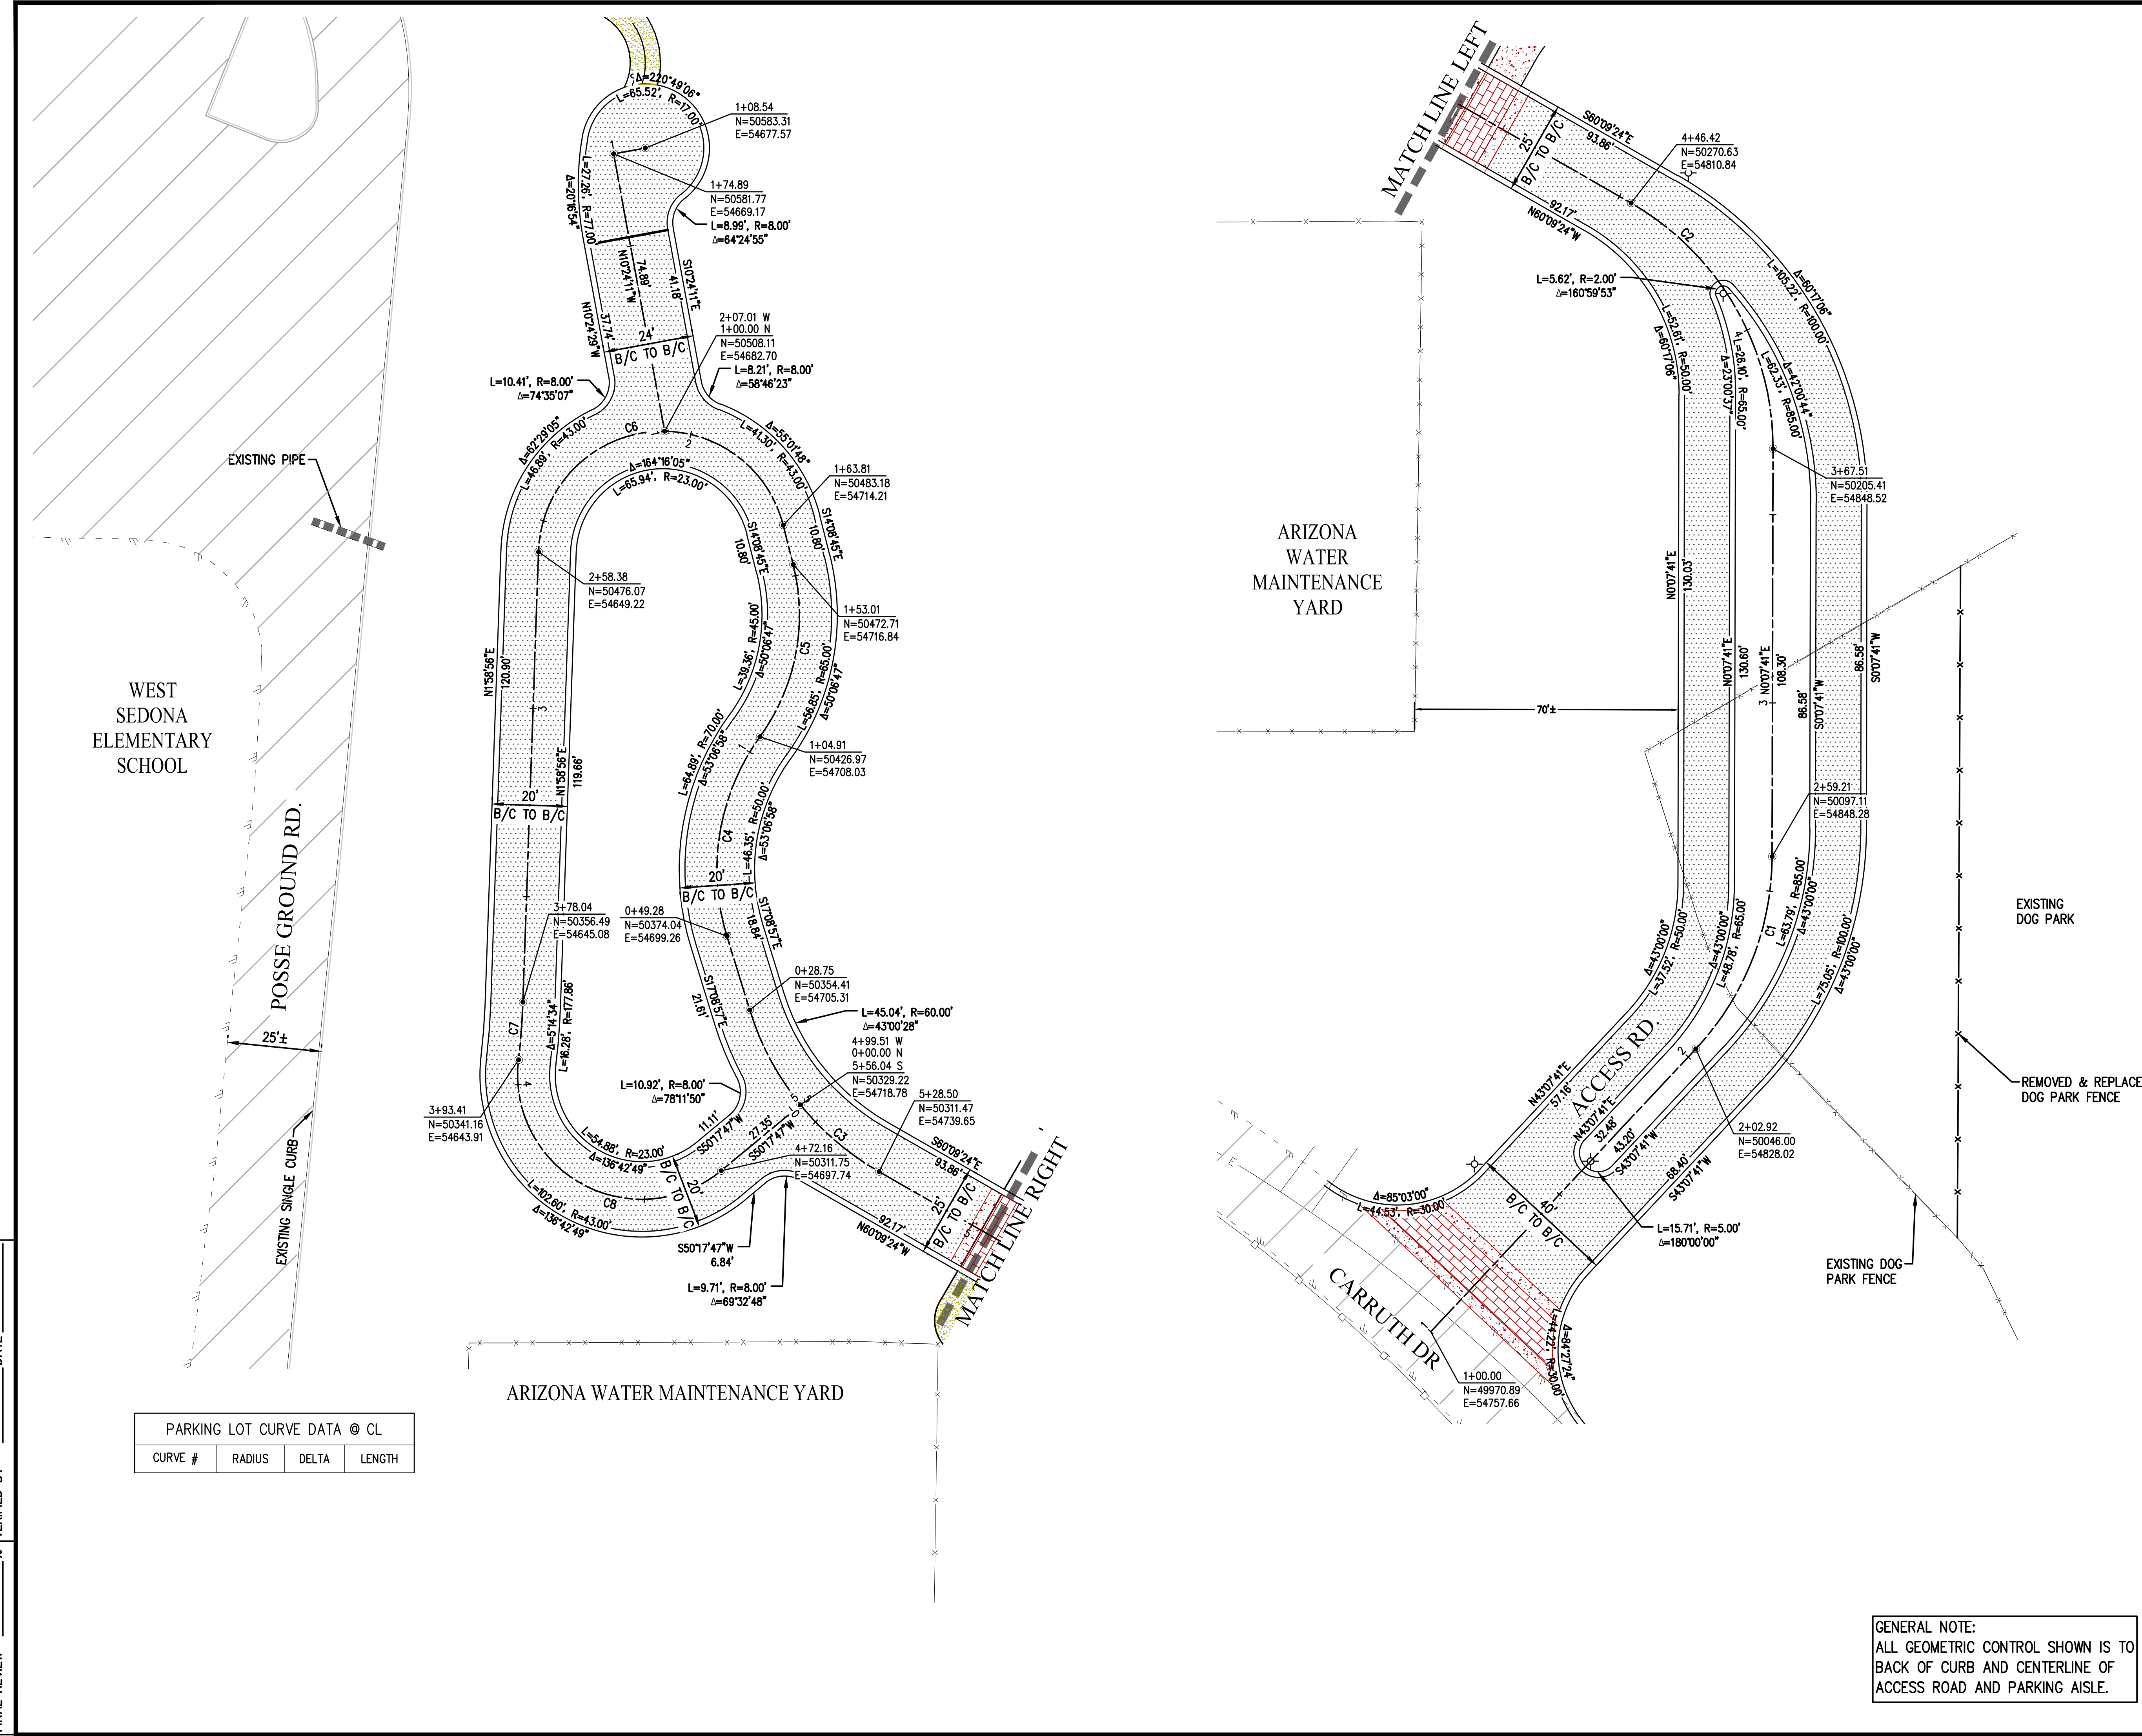 Δ=220°49'06"
L=65.52', R=17.00'
1+08.54
N=50583.31
E=54677.57
L=27.26', R=77.00'
Δ=20°16'54"
1+74.89
N=50581.77
E=54669.17
L=8.99', R=8.00'
Δ=64°24'55"
N10°24'11"W
74.89'
S10°24'11"E
41.18'
N10°24'29"W
37.74'
24'
B/C TO B/C
2+07.01 W
1+00.00 N
N=50508.11
E=54682.70
L=8.21', R=8.00'
Δ=58°46'23"
L=10.41', R=8.00'
Δ=74°35'07"
Δ=62°29'05"
L=46.89', R=43.00'
C6
2
Δ=55°01'48"
L=41.30', R=43.00'
Δ=164°16'05"
L=65.94', R=23.00'
1+63.81
N=50483.18
E=54714.21
S14°08'45"E
10.80'
S14°08'45"E
10.80'
EXISTING PIPE
2+58.38
N=50476.07
E=54649.22
1+53.01
N=50472.71
E=54716.84
N1°58'56"E
120.90'
3
L=39.36', R=45.00'
Δ=50°06'47"
C5
L=56.85', R=65.00'
Δ=50°06'47"
WEST
SEDONA
ELEMENTARY
SCHOOL
L=64.89', R=70.00'
Δ=53°06'58"
1
1+04.91
N=50426.97
E=54708.03
N1°58'56"E
119.66'
20'
B/C TO B/C
C4
L=46.35', R=50.00'
Δ=53°06'58"
20'
B/C TO B/C
POSSE GROUND RD.
3+78.04
N=50356.49
E=54645.08
0+49.28
N=50374.04
E=54699.26
S17°08'57"E
18.84'
0+28.75
N=50354.41
E=54705.31
S17°08'57"E
21.61'
L=45.04', R=60.00'
Δ=43°00'28"
25'±
C7
Δ=5°14'34"
L=16.28', R=177.86'
4+99.51 W
0+00.00 N
5+56.04 S
N=50329.22
E=54718.78
L=10.92', R=8.00'
Δ=78°11'50"
3+93.41
N=50341.16
E=54643.91
4
5
5
0
5+28.50
N=50311.47
E=54739.65
11.11'
S50°17'47"W
27.35'
S50°17'47"W
C3
L=54.88', R=23.00'
Δ=136°42'49"
4+72.16
N=50311.75
E=54697.74
S60°09'24"E
93.86'
B/C TO B/C
20'
L=102.60', R=43.00'
Δ=136°42'49"
C8
EXISTING SINGLE CURB
25'
B/C TO B/C
92.17'
N60°09'24"W
S50°17'47"W
6.84'
5
MATCH LINE RIGHT
L=9.71', R=8.00'
Δ=69°32'48"
ARIZONA WATER MAINTENANCE YARD
PARKING LOT CURVE DATA @ CL
CURVE # RADIUS DELTA LENGTH
MATCH LINE LEFT
S60°09'24"E
93.86'
25'
B/C TO B/C
4+46.42
N=50270.63
E=54810.84
92.17'
N60°09'24"W
C2
L=5.62', R=2.00'
Δ=160°59'53"
Δ=60°17'06"
L=105.22', R=100.00'
L=52.61', R=50.00'
Δ=60°17'06"
4
L=26.10', R=65.00'
Δ=23°00'37"
Δ=42°00'44"
L=62.33', R=85.00'
3+67.51
N=50205.41
E=54848.52
ARIZONA
WATER
MAINTENANCE
YARD
N0°07'41"E
130.03'
N0°07'41"E
130.60'
3
N0°07'41"E
108.30'
86.58'
S0°07'41"W
86.58'
S0°07'41"W
70'±
2+59.21
N=50097.11
E=54848.28
EXISTING
DOG PARK
Δ=43°00'00"
L=37.52', R=50.00'
Δ=43°00'00"
L=48.78', R=65.00'
C1
L=63.79', R=85.00'
Δ=43°00'00"
L=75.05', R=100.00'
Δ=43°00'00"
ACCESS RD.
2
REMOVED & REPLACE
DOG PARK FENCE
N43°07'41"E
57.16'
N43°07'41"E
32.48'
43.20'
S43°07'41"W
68.40'
S43°07'41"W
2+02.92
N=50046.00
E=54828.02
E
Δ=85°03'00"
L=44.53', R=30.00'
40'
B/C TO B/C
L=15.71', R=5.00'
Δ=180°00'00"
EXISTING DOG
PARK FENCE
CARRUTH DR
L=44.22', R=30.00'
Δ=84°27'24"
1
1+00.00
N=49970.89
E=54757.66
GENERAL NOTE:
ALL GEOMETRIC CONTROL SHOWN IS TO
BACK OF CURB AND CENTERLINE OF
ACCESS ROAD AND PARKING AISLE.